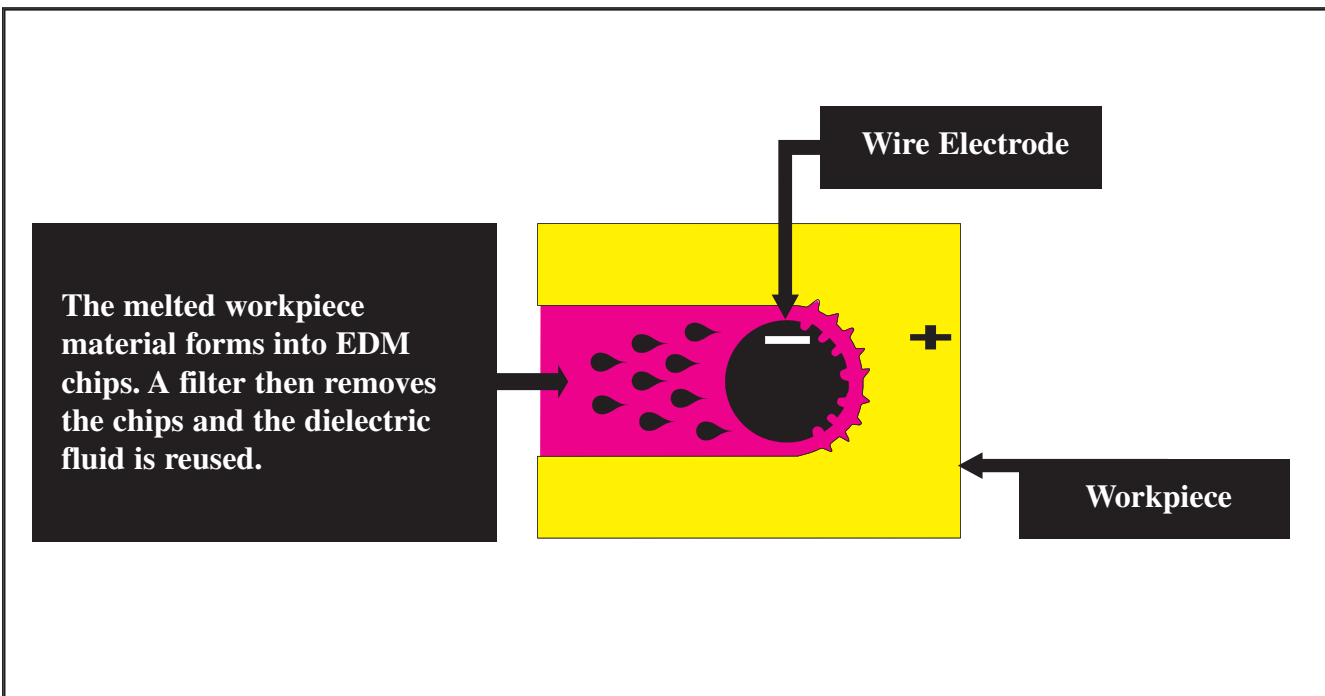 Wire Electrode
The melted workpiece
material forms into EDM
chips. A filter then removes
the chips and the dielectric
fluid is reused.
+
Workpiece